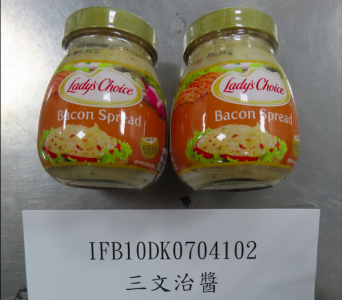 Lady's Choice
Bacon Spread
Lady's Choice
Bacon Spread
IFB10DK0704102
三文治醬